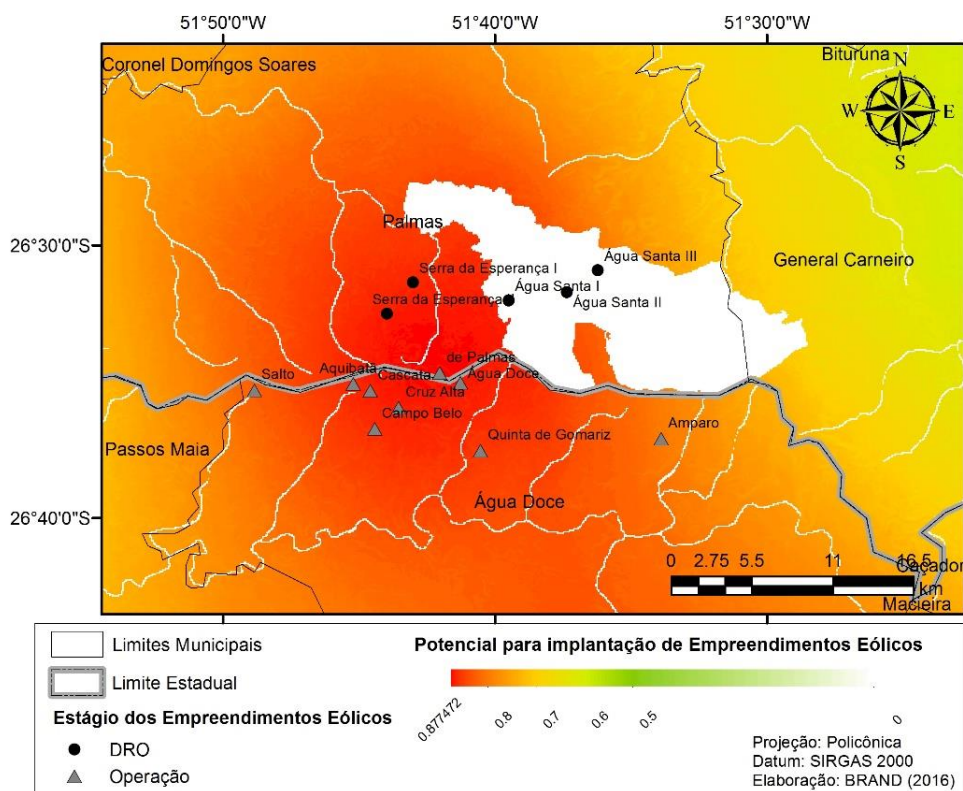 51°50'0"W
51°40'0"W
51°30'0"W
Coronel Domingos Soares
Bituruna
N
W
E
S
Palmas
26°30'0"S
Água Santa III
General Carneiro
Serra da Esperança I
Água Santa I
Serra da Esperança
Água Santa II
de Palmas
Salto
Aquibatã
Cascata
Água Doce
Cruz Alta
Campo Belo
Amparo
Quinta de Gomariz
Passos Maia
Água Doce
26°40'0"S
0 2.75 5.5 11 16.5
km
Caçador
Macieira
Limites Municipais
Limite Estadual
Estágio dos Empreendimentos Eólicos
DRO
Operação
Potencial para implantação de Empreendimentos Eólicos
0.877472
0.8
0.7
0.6
0.5
0
Projeção: Policônica
Datum: SIRGAS 2000
Elaboração: BRAND (2016)